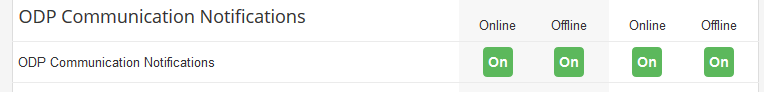 ODP Communication Notifications
Online Offline Online Offline
ODP Communication Notifications On On On On